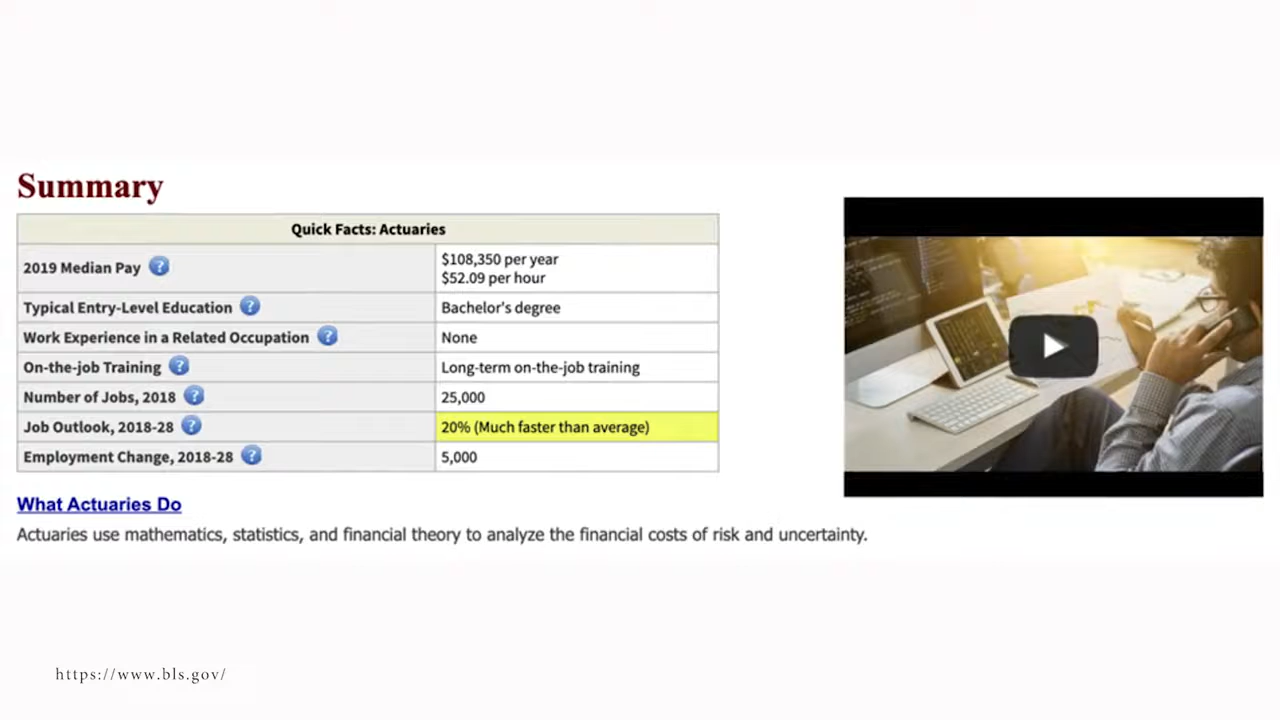 Summary
Quick Facts: Actuaries
2019 Median Pay ?
$108,350 per year
$52.09 per hour
Typical Entry-Level Education ?
Bachelor's degree
Work Experience in a Related Occupation ?
None
On-the-job Training ?
Long-term on-the-job training
Number of Jobs, 2018 ?
25,000
Job Outlook, 2018-28 ?
20% (Much faster than average)
Employment Change, 2018-28 ?
5,000
What Actuaries Do
Actuaries use mathematics, statistics, and financial theory to analyze the financial costs of risk and uncertainty.
https://www.bls.gov/